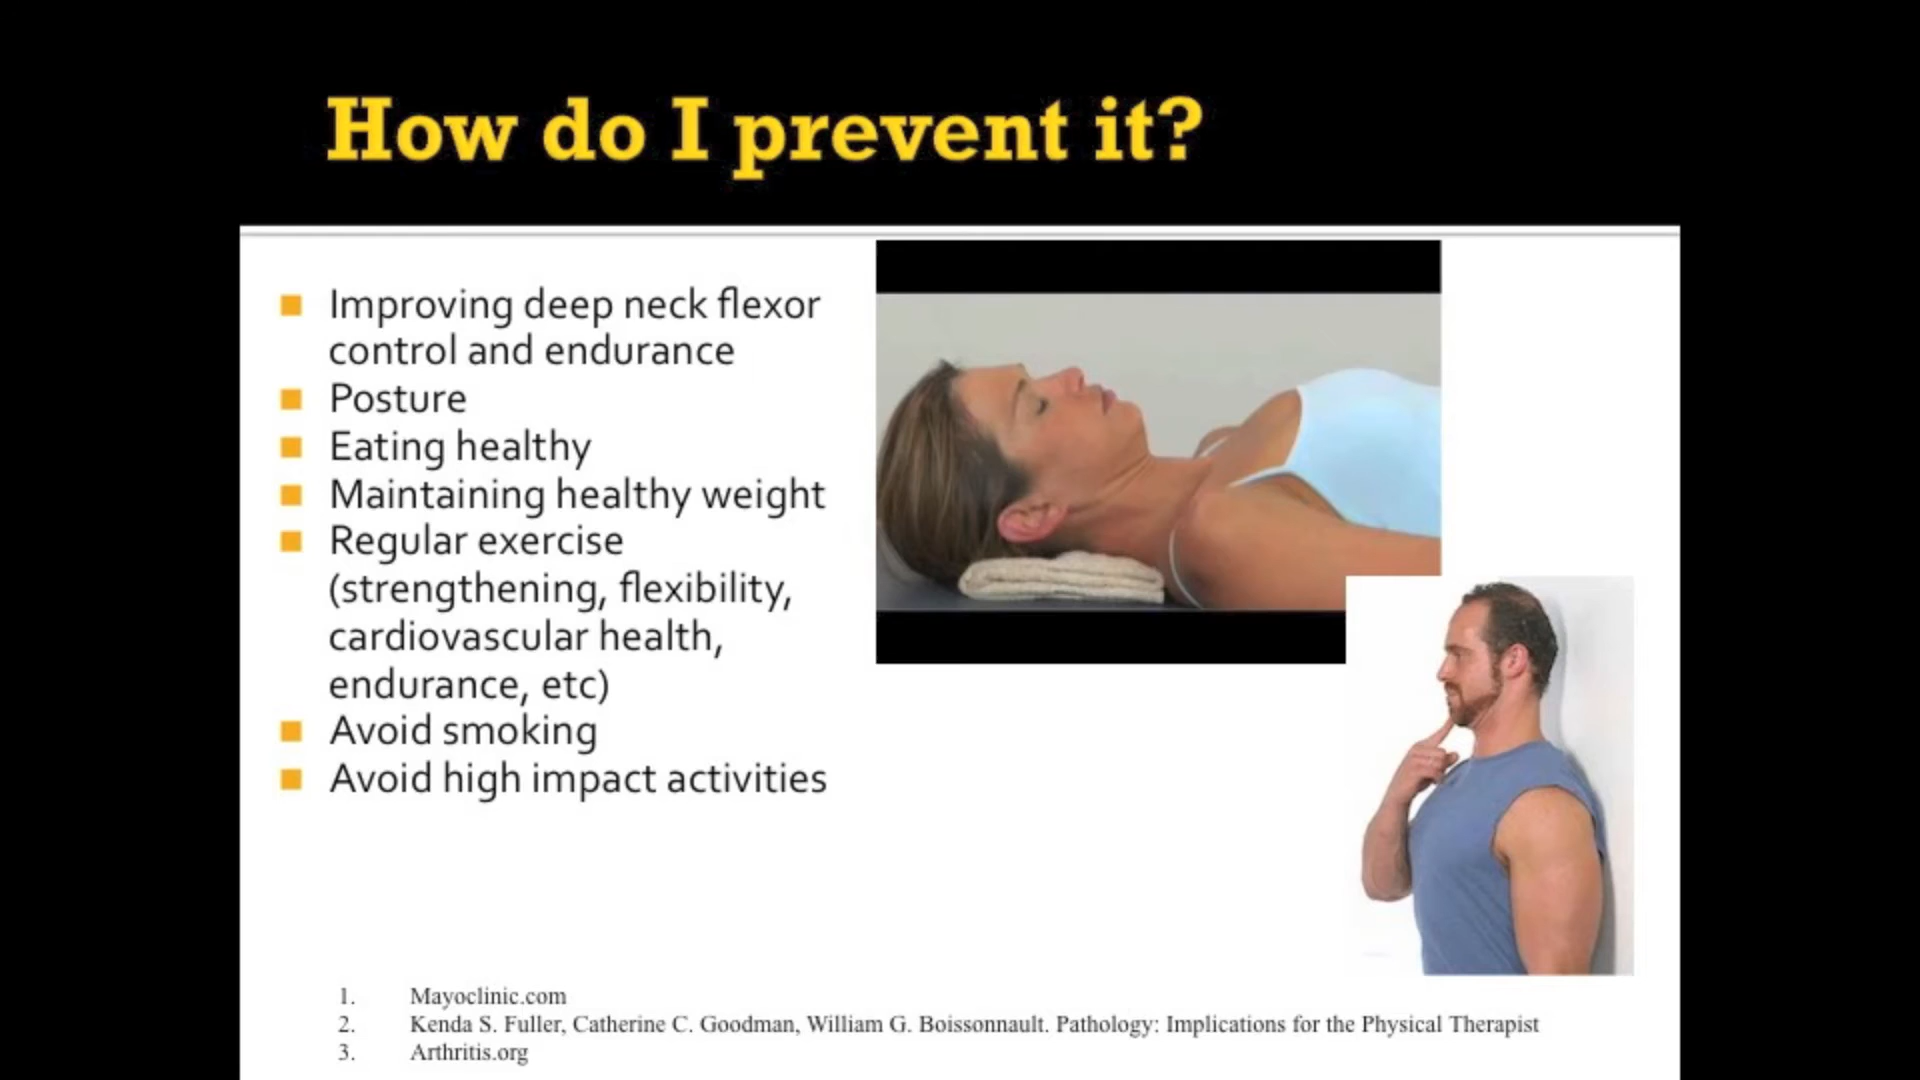 How do I prevent it?
Improving deep neck flexor
control and endurance
Posture
Eating healthy
Maintaining healthy weight
Regular exercise
(strengthening, flexibility,
cardiovascular health,
endurance, etc)
Avoid smoking
Avoid high impact activities
1. Mayoclinic.com
2. Kenda S. Fuller, Catherine C. Goodman, William G. Boissonnault. Pathology: Implications for the Physical Therapist
3. Arthritis.org